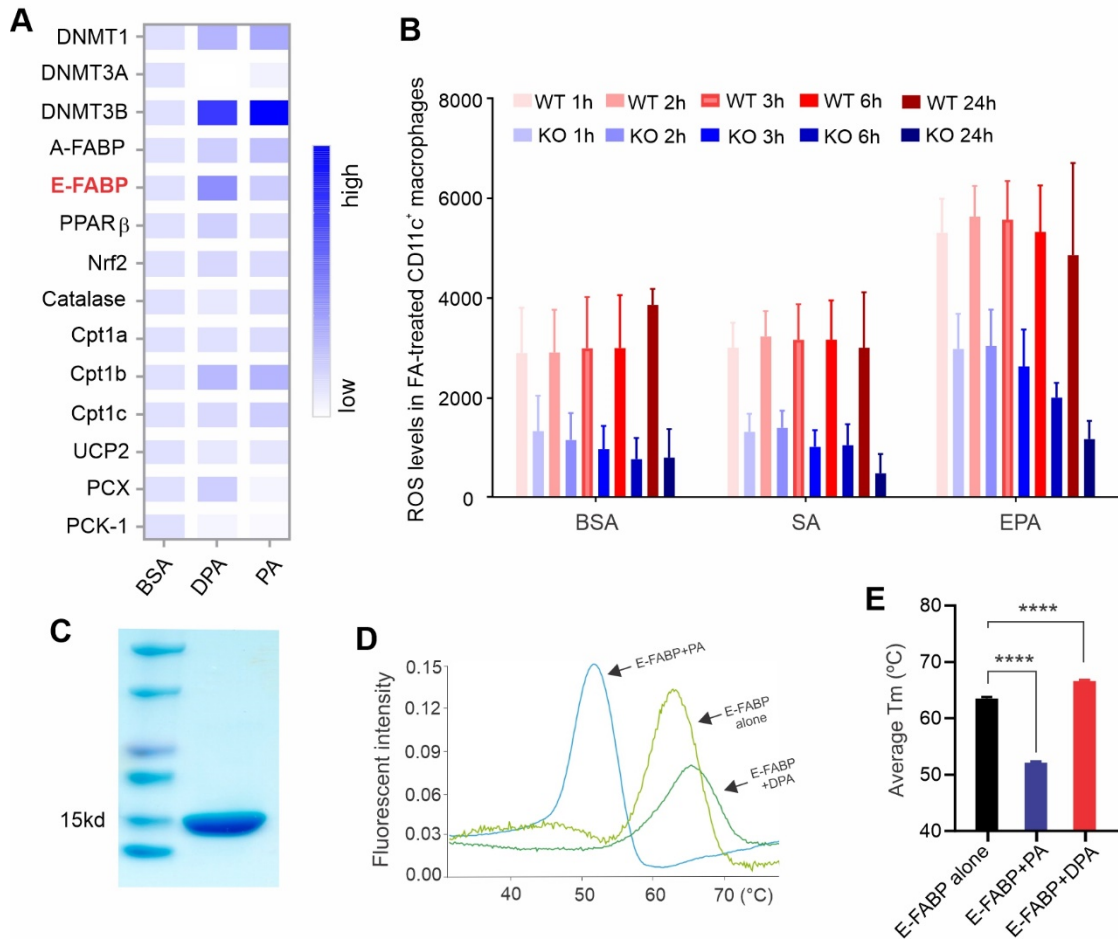 A
DNMT1
DNMT3A
DNMT3B
A-FABP
E-FABP
PPARβ
Nrf2
Catalase
Cpt1a
Cpt1b
Cpt1c
UCP2
PCX
PCK-1
BSA
DPA
PA
high
low
B
ROS levels in FA-treated CD11c⁺ macrophages
8000
6000
4000
2000
0
WT 1h WT 2h WT 3h WT 6h WT 24h
KO 1h KO 2h KO 3h KO 6h KO 24h
BSA SA EPA
C
15kd
D
Fluorescent intensity
0.15
0.12
0.09
0.06
0.03
0.00
40 50 60 70 (°C)
E-FABP+PA
E-FABP
alone
E-FABP
+DPA
E
Average Tm (ºC)
80
70
60
50
40
****
****
E-FABP alone
E-FABP+PA
E-FABP+DPA